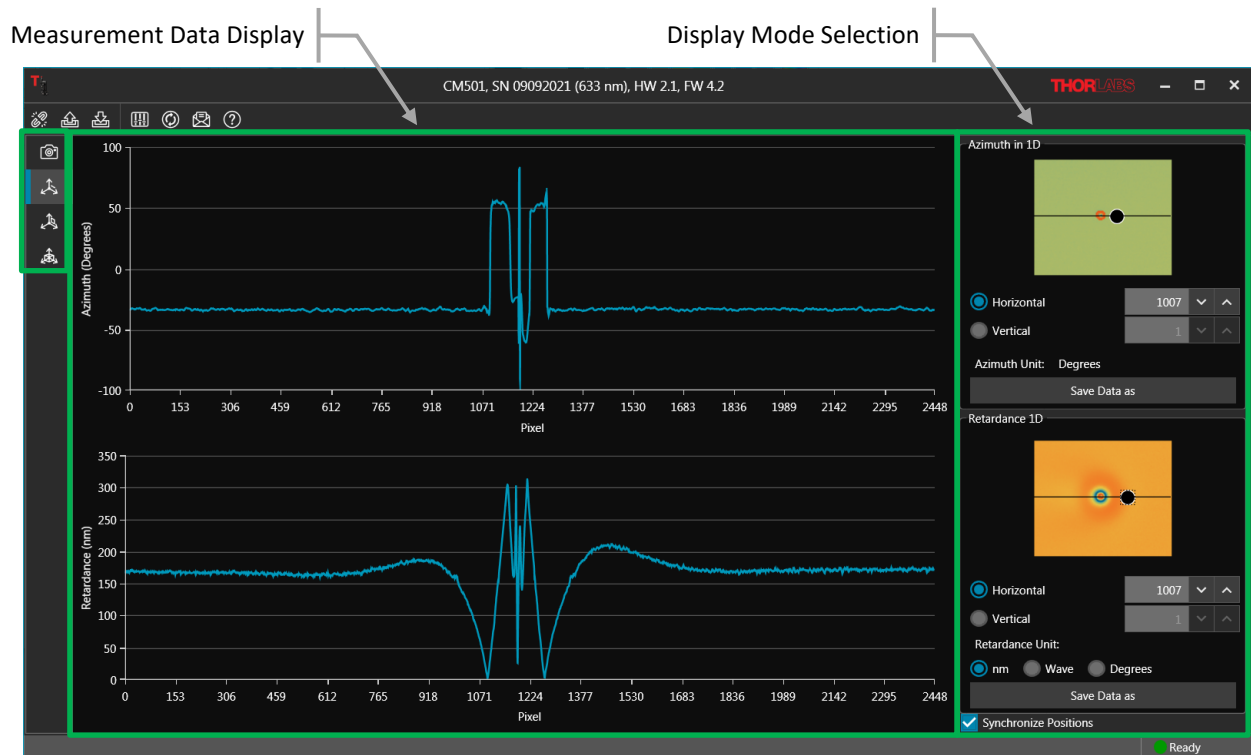 Measurement Data Display
Display Mode Selection
CM501, SN 09092021 (633 nm), HW 2.1, FW 4.2
THORLABS
Azimuth (Degrees)
100
50
0
-50
-100
0 153 306 459 612 765 918 1071 1224 1377 1530 1683 1836 1989 2142 2295 2448
Pixel
Retardance (nm)
350
300
250
200
150
100
50
0
0 153 306 459 612 765 918 1071 1224 1377 1530 1683 1836 1989 2142 2295 2448
Pixel
Azimuth in 1D
Horizontal 1007
Vertical 1
Azimuth Unit: Degrees
Save Data as
Retardance 1D
Horizontal 1007
Vertical 1
Retardance Unit:
nm Wave Degrees
Save Data as
Synchronize Positions
Ready